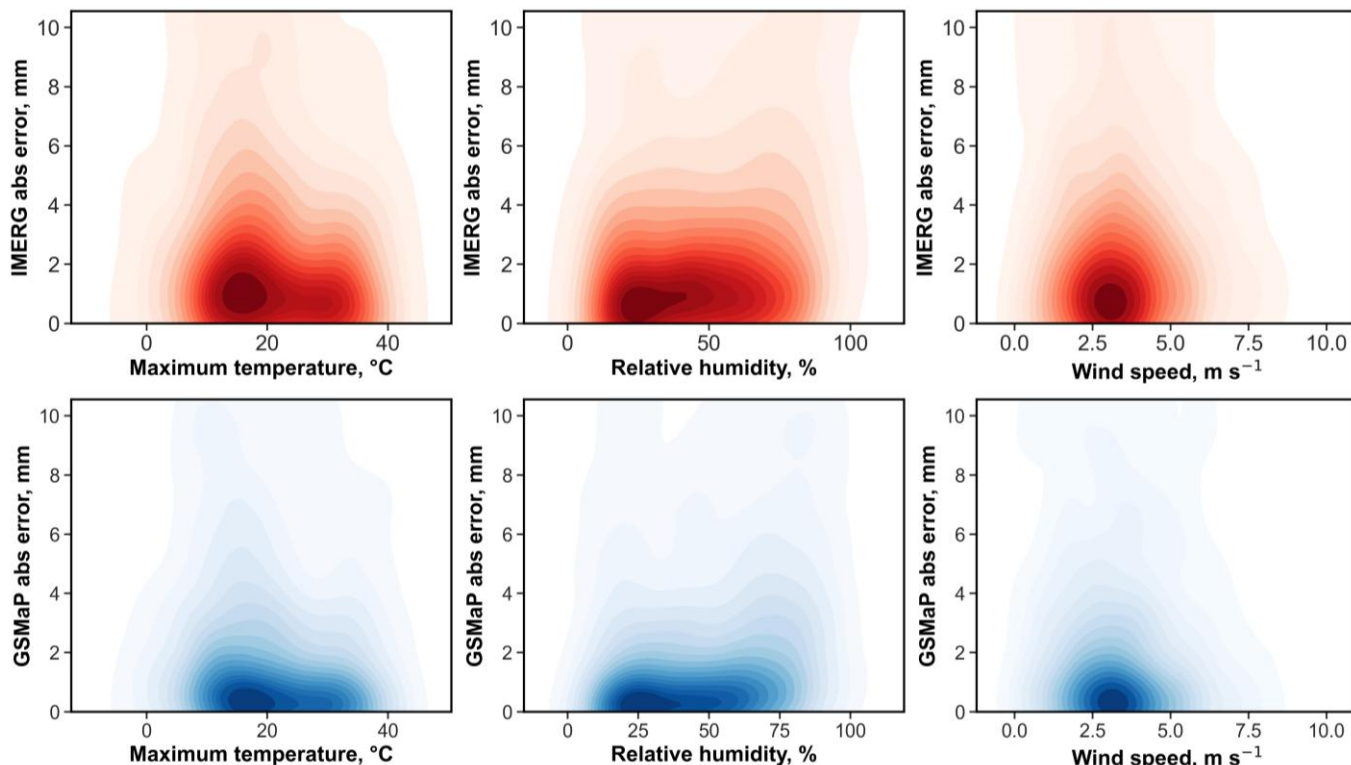 IMERG abs error, mm
10
8
6
4
2
0
0 20 40
Maximum temperature, °C
IMERG abs error, mm
10
8
6
4
2
0
0 50 100
Relative humidity, %
IMERG abs error, mm
10
8
6
4
2
0
0.0 2.5 5.0 7.5 10.0
Wind speed, m s⁻¹
GSMaP abs error, mm
10
8
6
4
2
0
0 20 40
Maximum temperature, °C
GSMaP abs error, mm
10
8
6
4
2
0
0 25 50 75 100
Relative humidity, %
GSMaP abs error, mm
10
8
6
4
2
0
0.0 2.5 5.0 7.5 10.0
Wind speed, m s⁻¹